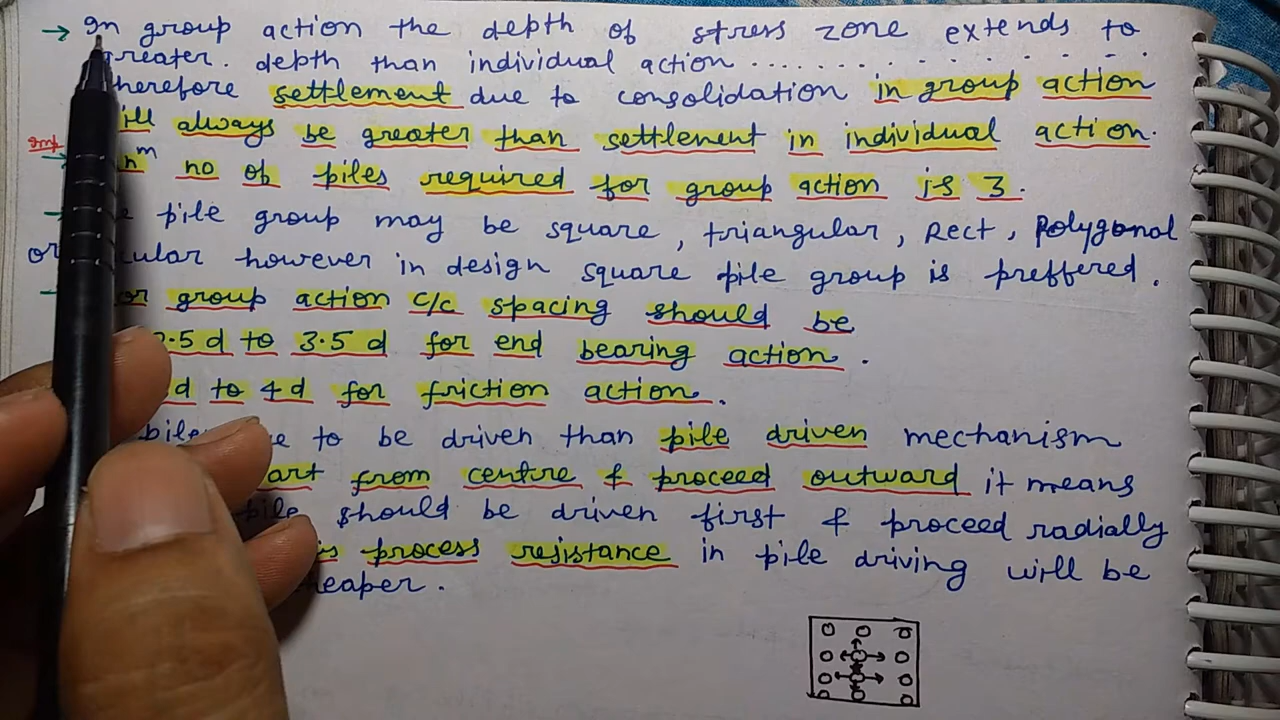 → In group action the depth of stress zone extends to
greater. depth than individual action ..............
therefore settlement due to consolidation in group action
will always be greater than settlement in individual action.
Imp → no of piles required for group action is 3.
→ pile group may be square, triangular, Rect, Polygonal
or however in design square pile group is preffered.
for group action c/c spacing should be
2.5 d to 3.5 d for end bearing action.
d to 4 d for friction action.
to be driven than pile driven mechanism
from centre & proceed outward it means
pile should be driven first & proceed radially
process resistance in pile driving will be